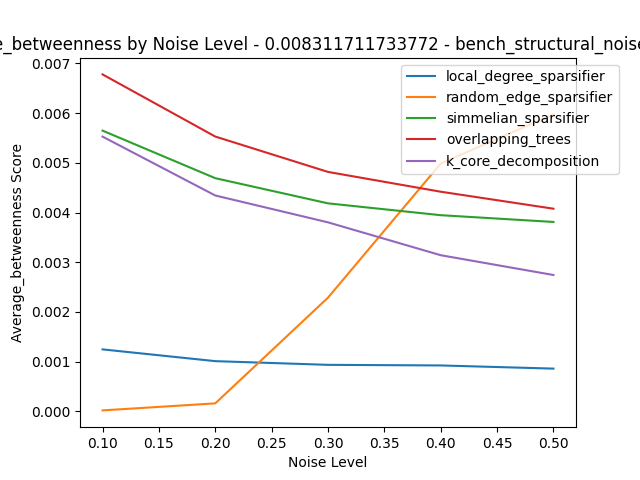 e_betweenness by Noise Level - 0.008311711733772 - bench_structural_noise
Average_betweenness Score
0.007
0.006
0.005
0.004
0.003
0.002
0.001
0.000
local_degree_sparsifier
random_edge_sparsifier
simmelian_sparsifier
overlapping_trees
k_core_decomposition
0.10 0.15 0.20 0.25 0.30 0.35 0.40 0.45 0.50
Noise Level